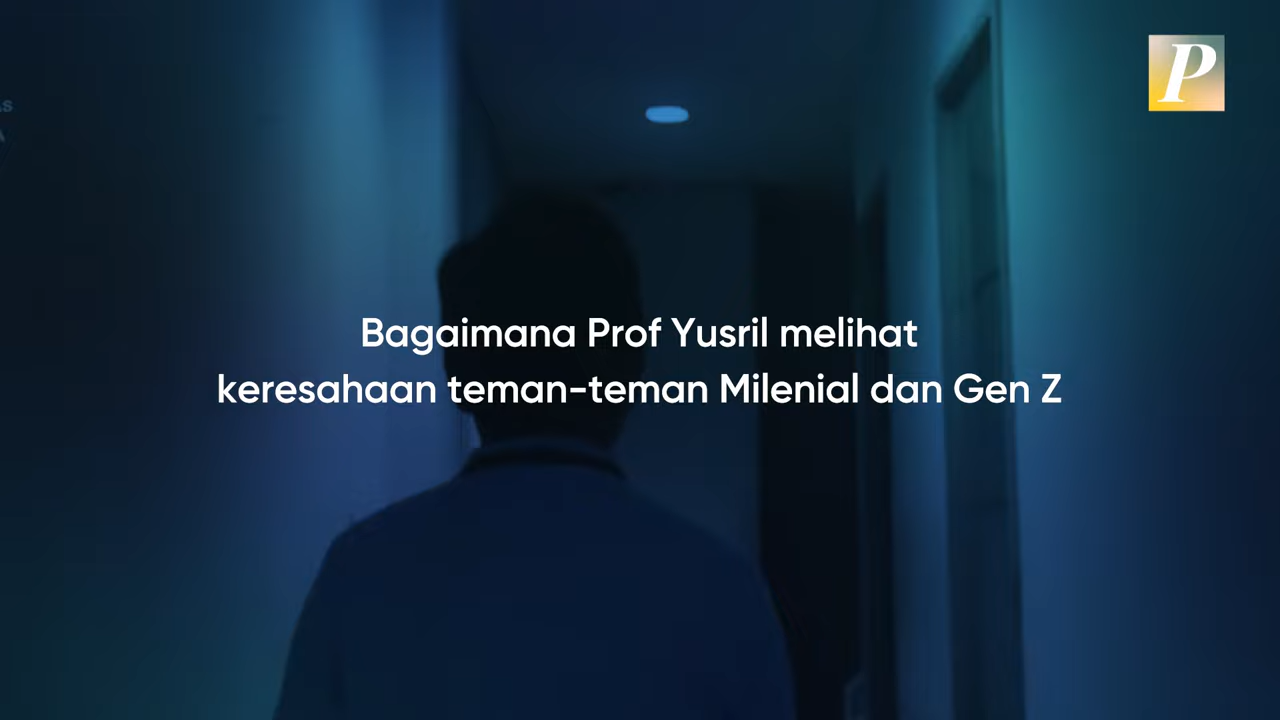 P
Bagaimana Prof Yusril melihat
keresahaan teman-teman Milenial dan Gen Z